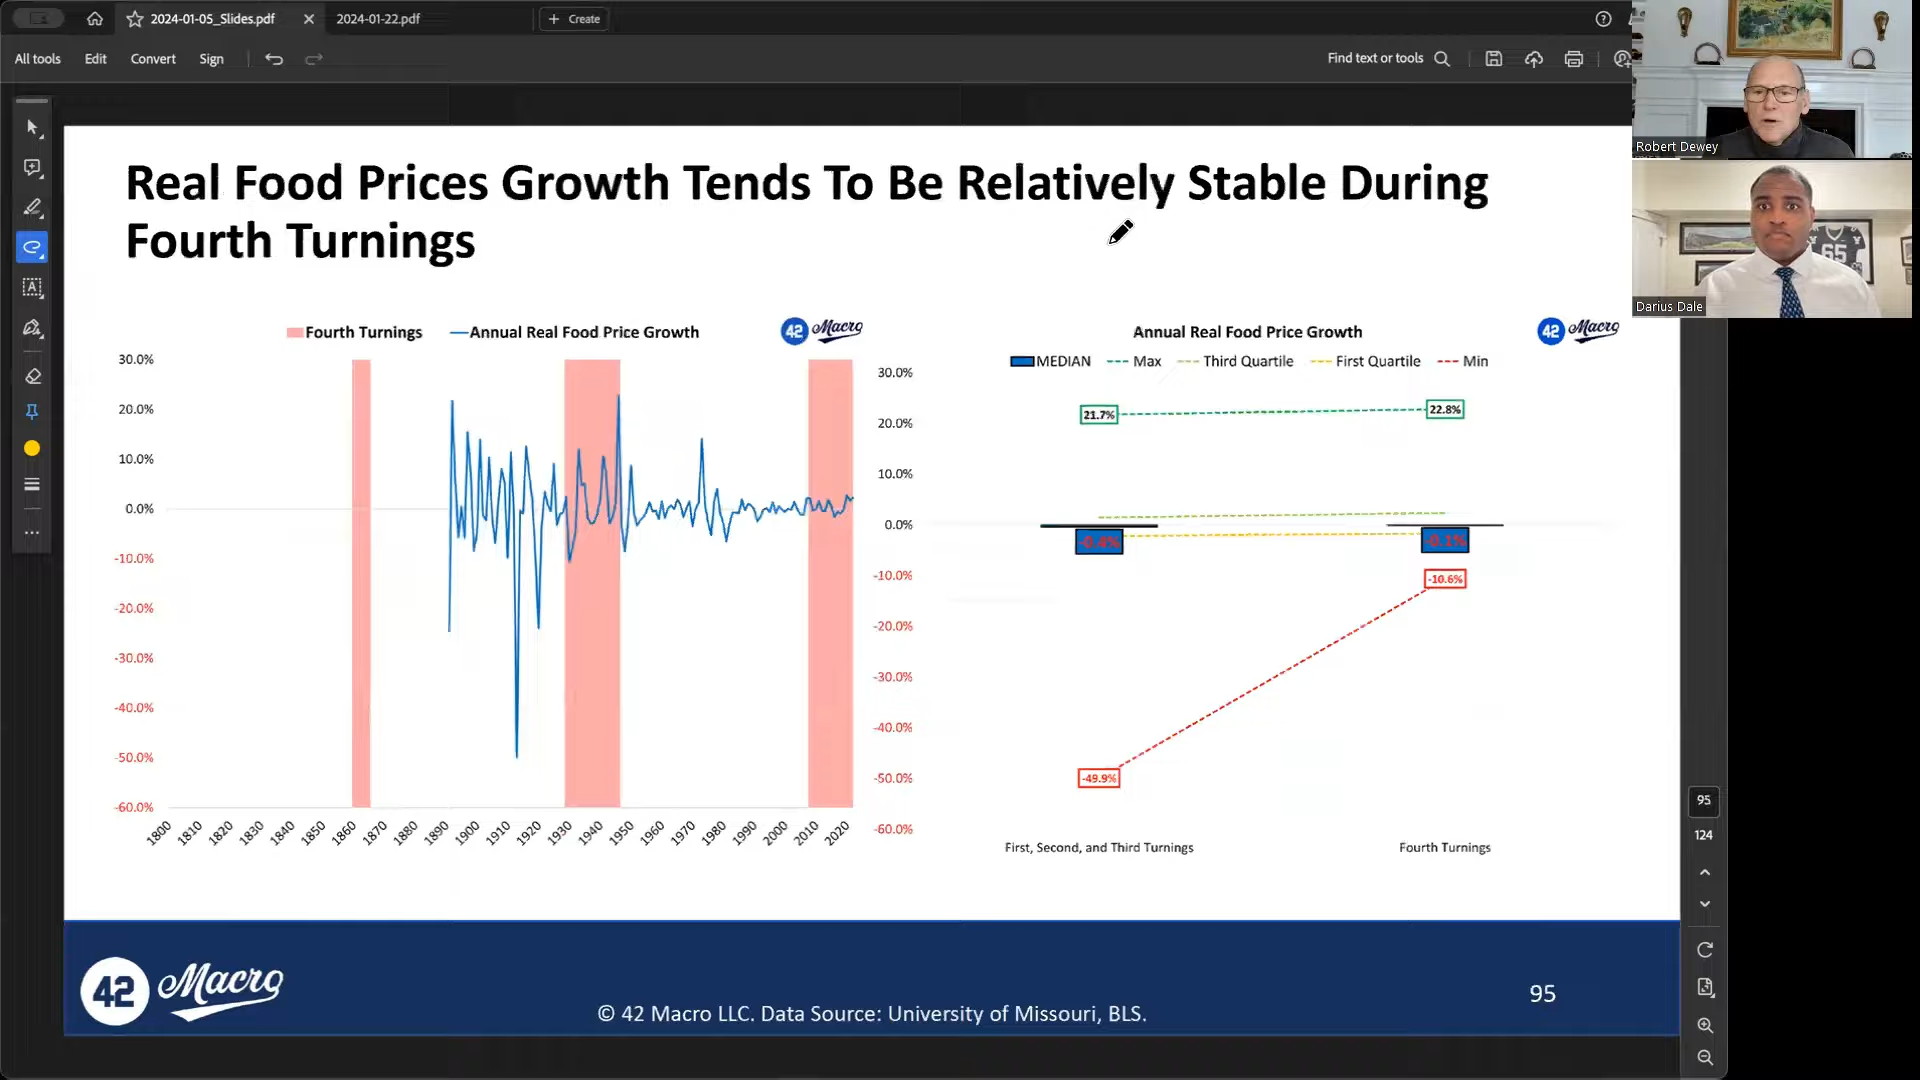 2024-01-05_Slides.pdf
2024-01-22.pdf
Create
All tools
Edit
Convert
Sign
Find text or tools
Robert Dewey
65
Darius Dale
Real Food Prices Growth Tends To Be Relatively Stable During
Fourth Turnings
Fourth Turnings
Annual Real Food Price Growth
42 Macro
30.0%
20.0%
10.0%
0.0%
-10.0%
-20.0%
-30.0%
-40.0%
-50.0%
-60.0%
1800
1810
1820
1830
1840
1850
1860
1870
1880
1890
1900
1910
1920
1930
1940
1950
1960
1970
1980
1990
2000
2010
2020
Annual Real Food Price Growth
42 Macro
MEDIAN
Max
Third Quartile
First Quartile
Min
30.0%
20.0%
10.0%
0.0%
-10.0%
-20.0%
-30.0%
-40.0%
-50.0%
-60.0%
21.7%
22.8%
-0.4%
-0.1%
-10.6%
-49.9%
First, Second, and Third Turnings
Fourth Turnings
95
124
42 Macro
© 42 Macro LLC. Data Source: University of Missouri, BLS.
95